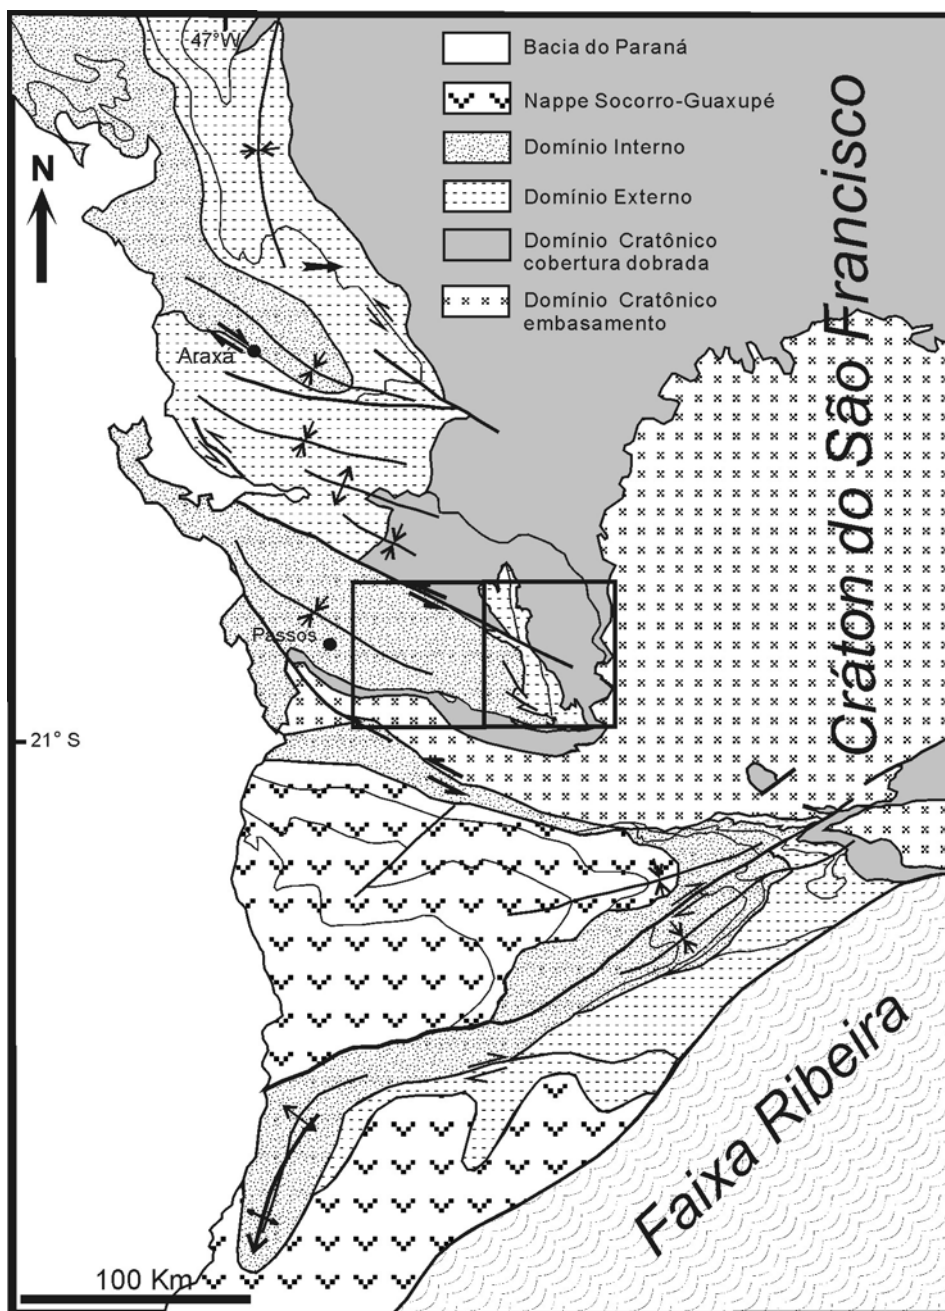 47°W
Bacia do Paraná
Nappe Socorro-Guaxupé
Domínio Interno
Domínio Externo
Domínio Cratônico
cobertura dobrada
Domínio Cratônico
embasamento
N
Cráton do São Francisco
Araxá
Passos
21° S
Faixa Ribeira
100 Km